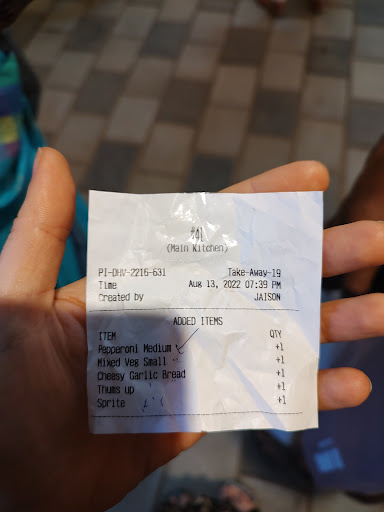 #41
(Main Kitchen)
PI-DHV-2216-631 Take-Away-19
Time Aug 13, 2022 07:39 PM
Created by JAISON
ADDED ITEMS
ITEM QTY
Pepperoni Medium +1
Mixed Veg Small +1
Cheesy Garlic Bread +1
Thums up +1
Sprite +1